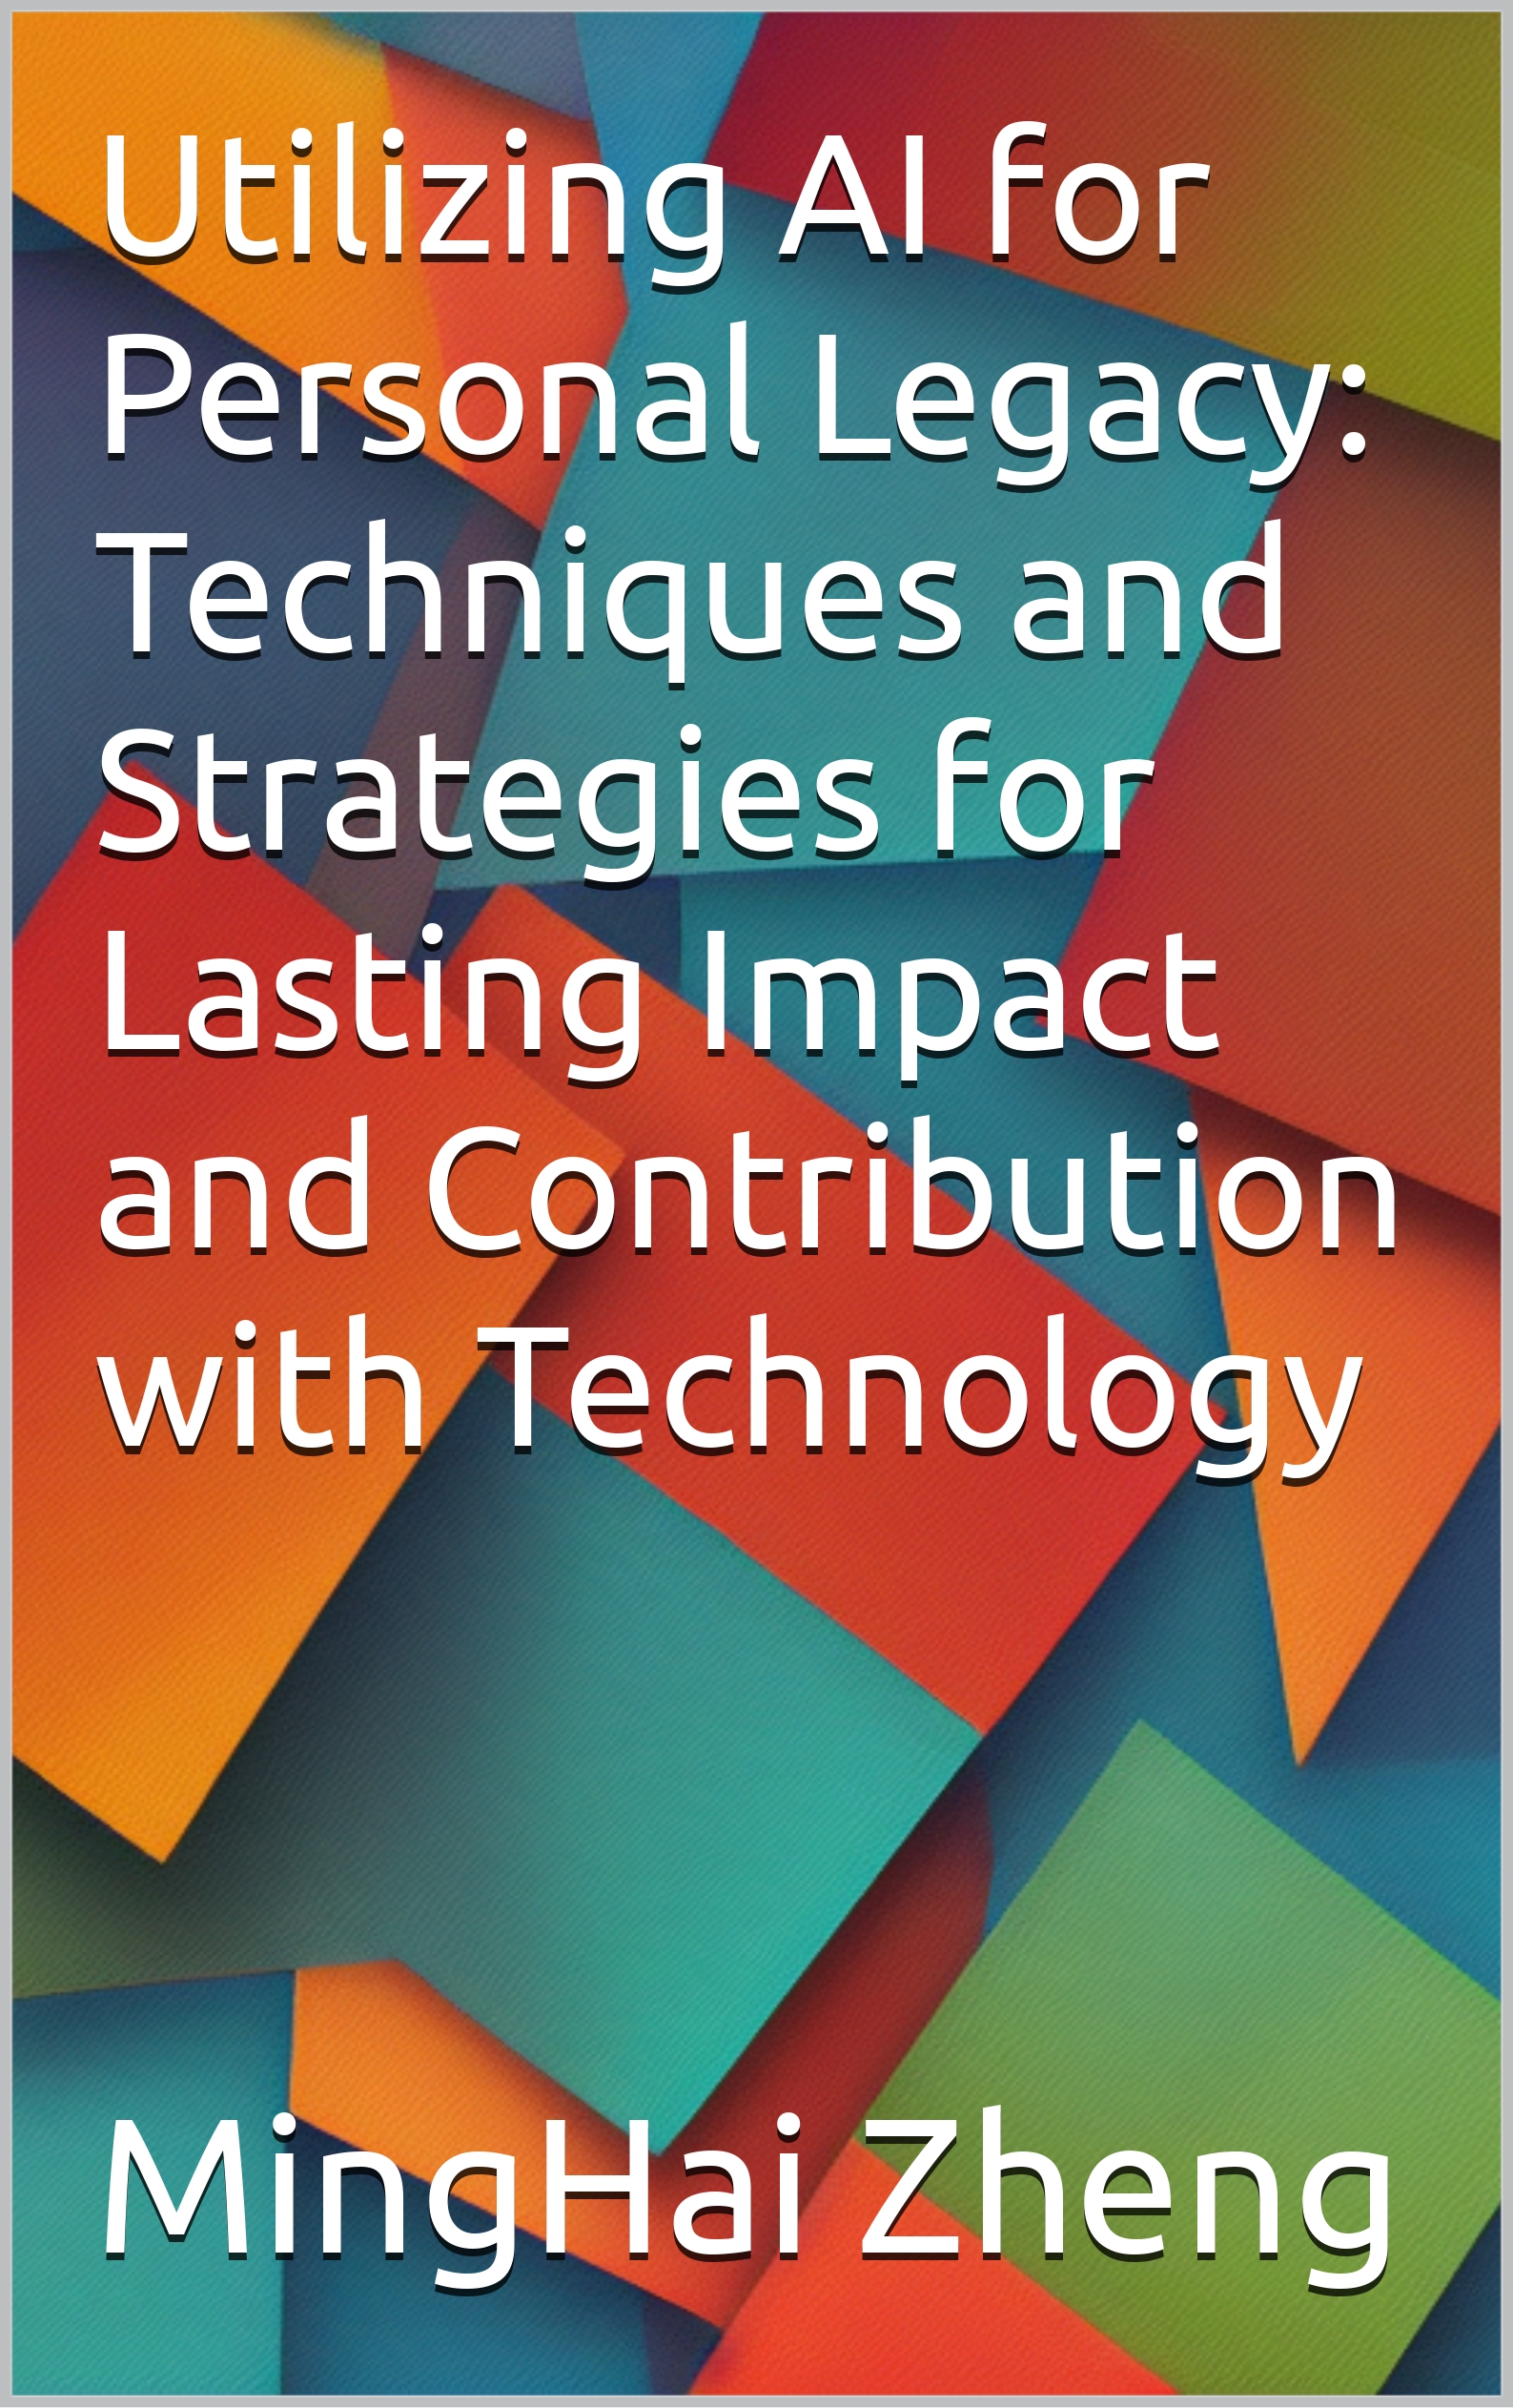 Utilizing AI for
Personal Legacy:
Techniques and
Strategies for
Lasting Impact
and Contribution
with Technology
MingHai Zheng